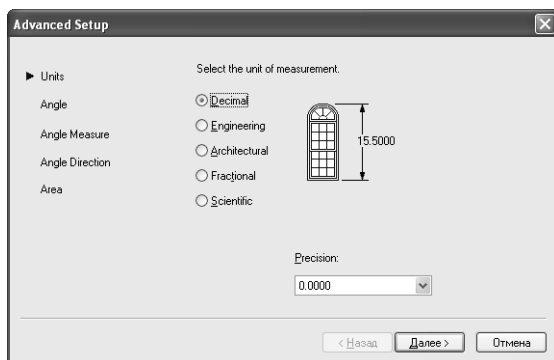 Advanced Setup
Units
Angle
Angle Measure
Angle Direction
Area
Select the unit of measurement.
Decimal
Engineering
Architectural
Fractional
Scientific
15.5000
Precision:
0.0000
< Назад
Далее >
Отмена